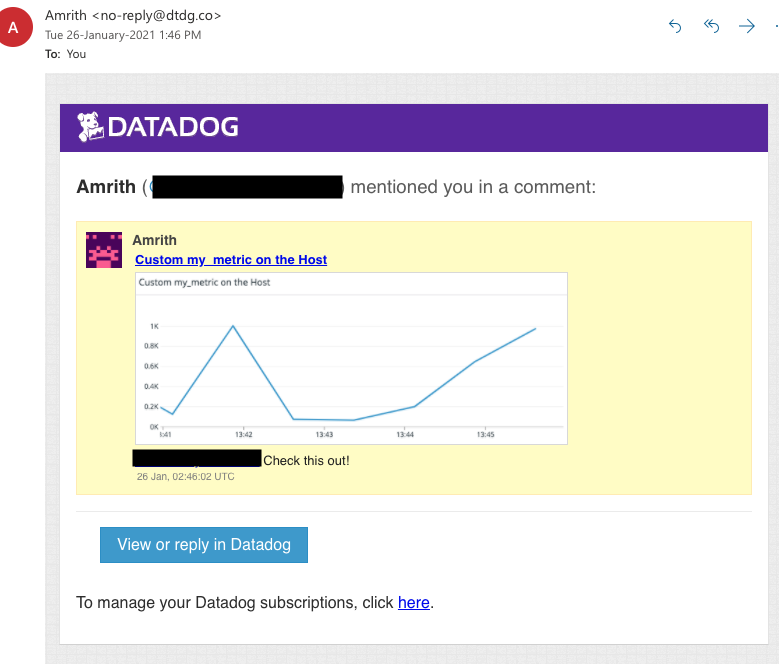 A
Amrith <no-reply@dtdg.co>
Tue 26-January-2021 1:46 PM
To: You
DATADOG
Amrith ( ) mentioned you in a comment:
Amrith
Custom my_metric on the Host
Custom my_metric on the Host
1K
0.8K
0.6K
0.4K
0.2K
0K
1:41 13:42 13:43 13:44 13:45
Check this out!
26 Jan, 02:46:02 UTC
View or reply in Datadog
To manage your Datadog subscriptions, click here.